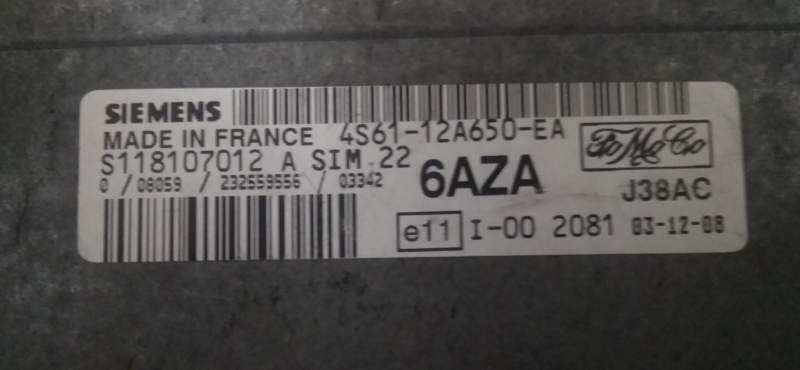 SIEMENS
MADE IN FRANCE 4S61-12A650-EA
S118107012 A SIM 22
0 / 08059 / 232559556 / 03342
6AZA
FoMoCo
J38AC
e11 I-00 2081 03-12-08